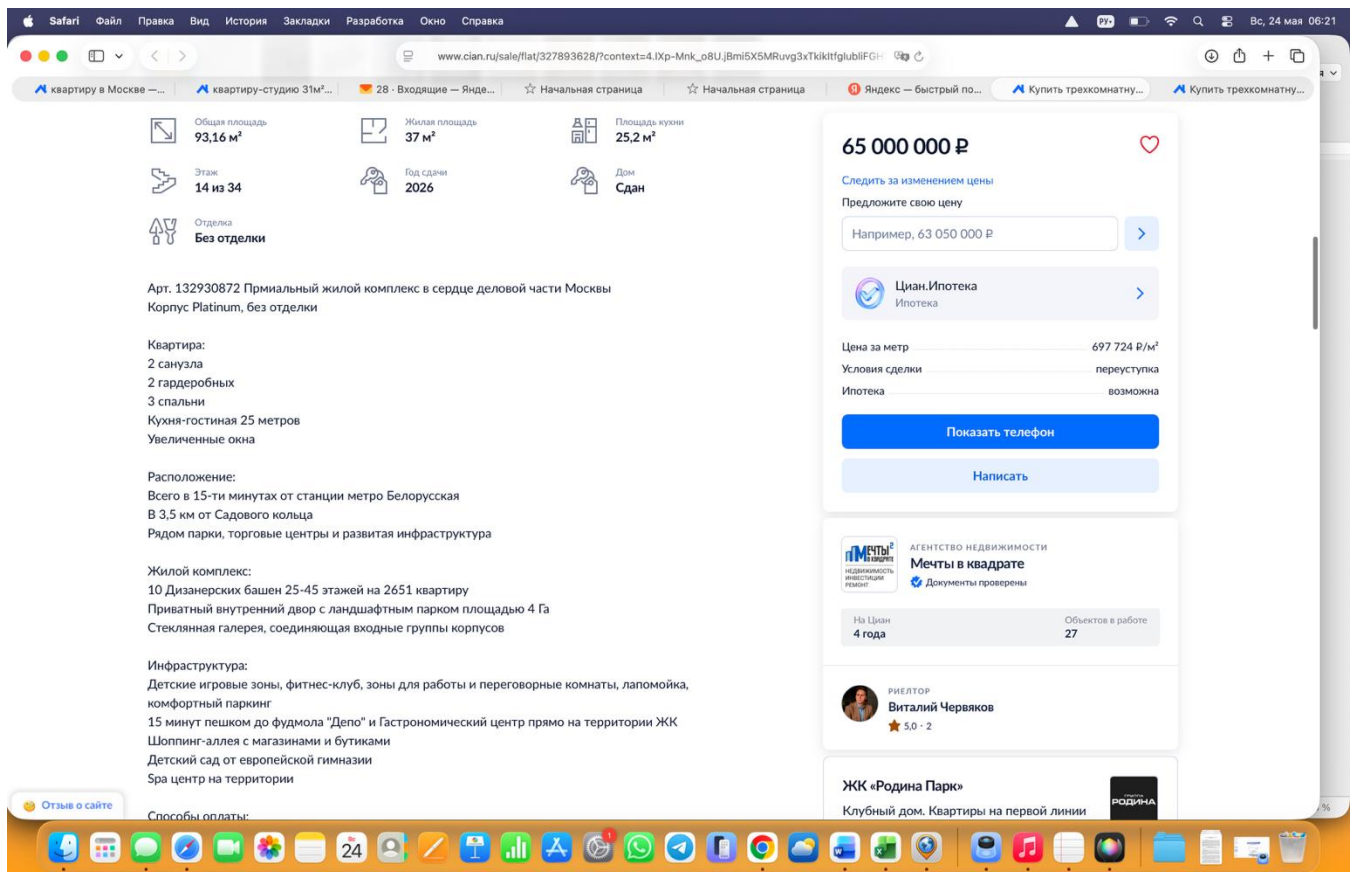 Safari Файл Правка Вид История Закладки Разработка Окно Справка РУ. Вс, 24 мая 06:21
www.cian.ru/sale/flat/327893628/?context=4.IXp-Mnk_o8U.jBmi5X5MRuvg3xTkikItfglubliFGH
квартиру в Москве —... квартиру-студию 31м²... 28 · Входящие — Янде... Начальная страница Начальная страница Яндекс — быстрый по... Купить трехкомнатну... Купить трехкомнатну...
Общая площадь
93,16 м²
Жилая площадь
37 м²
Площадь кухни
25,2 м²
Этаж
14 из 34
Год сдачи
2026
Дом
Сдан
Отделка
Без отделки
Арт. 132930872 Прмиальный жилой комплекс в сердце деловой части Москвы
Корпус Platinum, без отделки
Квартира:
2 санузла
2 гардеробных
3 спальни
Кухня-гостиная 25 метров
Увеличенные окна
Расположение:
Всего в 15-ти минутах от станции метро Белорусская
В 3,5 км от Садового кольца
Рядом парки, торговые центры и развитая инфраструктура
Жилой комплекс:
10 Дизанерских башен 25-45 этажей на 2651 квартиру
Приватный внутренний двор с ландшафтным парком площадью 4 Га
Стеклянная галерея, соединяющая входные группы корпусов
Инфраструктура:
Детские игровые зоны, фитнес-клуб, зоны для работы и переговорные комнаты, лапомойка,
комфортный паркинг
15 минут пешком до фудмола "Депо" и Гастрономический центр прямо на территории ЖК
Шоппинг-аллея с магазинами и бутиками
Детский сад от европейской гимназии
Spa центр на территории
Способы оплаты:
Отзыв о сайте
65 000 000 ₽
Следить за изменением цены
Предложите свою цену
Например, 63 050 000 ₽
Циан.Ипотека
Ипотека
Цена за метр 697 724 ₽/м²
Условия сделки переуступка
Ипотека возможна
Показать телефон
Написать
МЕЧТЫ²
В КВАДРАТЕ
НЕДВИЖИМОСТЬ
ИНВЕСТИЦИИ
РЕМОНТ
АГЕНТСТВО НЕДВИЖИМОСТИ
Мечты в квадрате
Документы проверены
На Циан
4 года
Объектов в работе
27
РИЕЛТОР
Виталий Червяков
5,0 · 2
ЖК «Родина Парк»
Клубный дом. Квартиры на первой линии
ГРУППА
РОДИНА
%
24
1